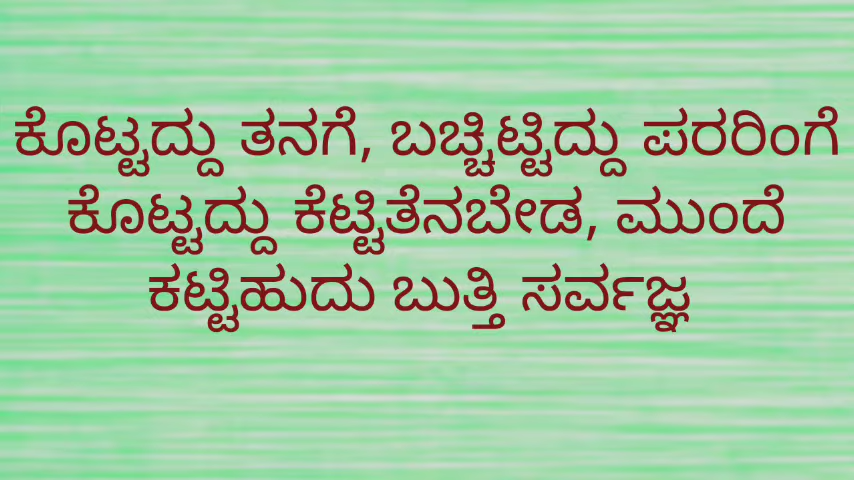 ಕೊಟ್ಟದ್ದು ತನಗೆ, ಬಚ್ಚಿಟ್ಟಿದ್ದು ಪರರಿಂಗೆ
ಕೊಟ್ಟದ್ದು ಕೆಟ್ಟಿತೆನಬೇಡ, ಮುಂದೆ
ಕಟ್ಟಿಹುದು ಬುತ್ತಿ ಸರ್ವಜ್ಞ